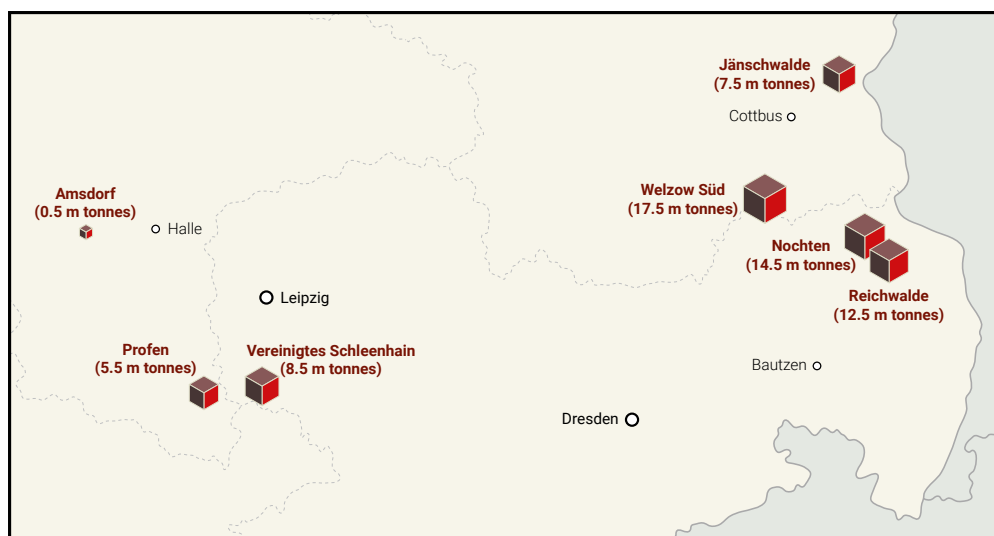 Jänschwalde
(7.5 m tonnes)
Cottbus
Welzow Süd
(17.5 m tonnes)
Amsdorf
(0.5 m tonnes)
Halle
Nochten
(14.5 m tonnes)
Leipzig
Reichwalde
(12.5 m tonnes)
Profen
(5.5 m tonnes)
Vereinigtes Schleenhain
(8.5 m tonnes)
Bautzen
Dresden